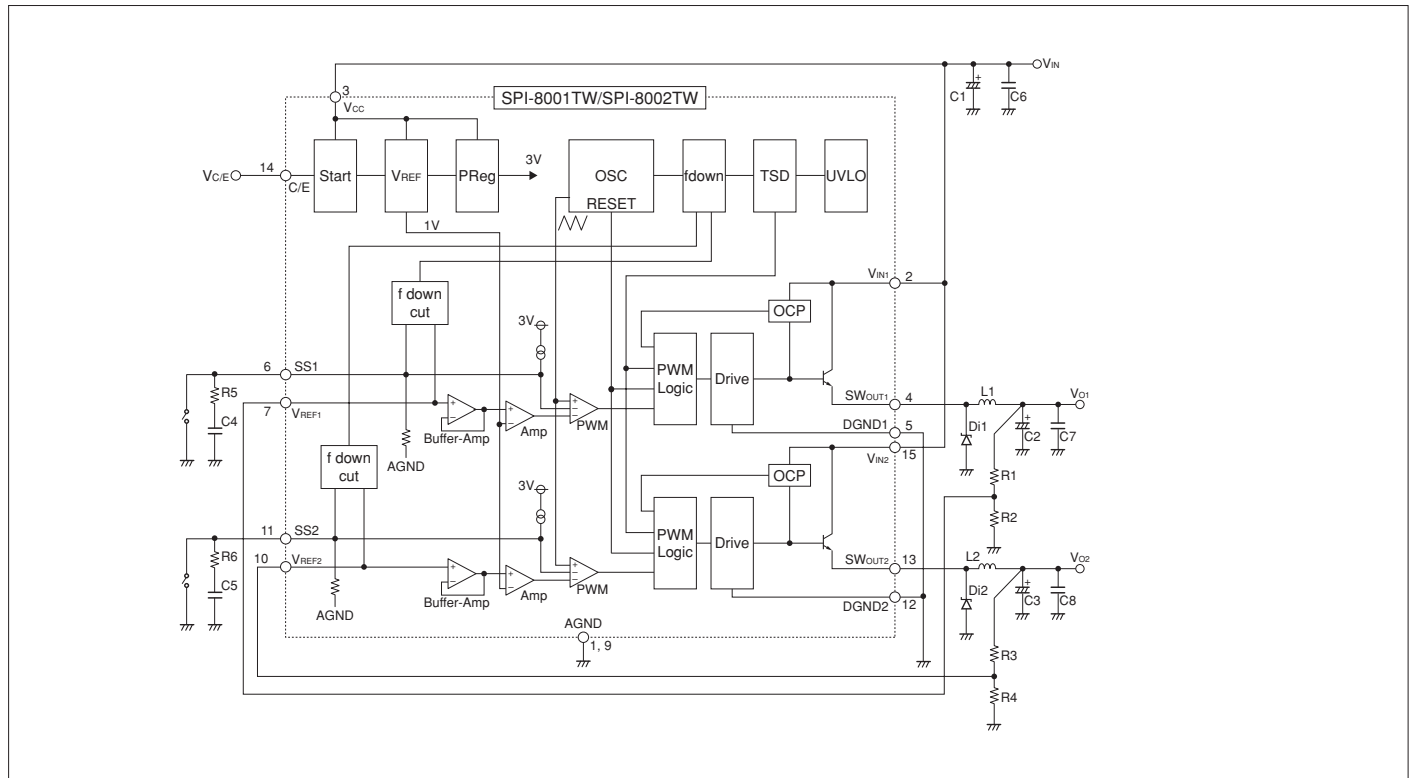 VIN
C1
+
C6
3
VCC
SPI-8001TW/SPI-8002TW
VC/E
14
C/E
Start
VREF
PReg
3V
OSC
RESET
fdown
TSD
UVLO
1V
VIN1
2
f down
cut
OCP
3V
PWM
Logic
Drive
6
SS1
R5
C4
7
VREF1
+
−
Buffer-Amp
+
−
Amp
+
−
−
PWM
SWOUT1
4
L1
VO1
Di1
+
C2
C7
DGND1
5
VIN2
15
AGND
f down
cut
OCP
R1
R2
3V
PWM
Logic
Drive
11
SS2
R6
C5
10
VREF2
+
−
Buffer-Amp
+
−
Amp
+
−
−
PWM
SWOUT2
13
L2
VO2
Di2
+
C3
C8
AGND
DGND2
12
AGND
1, 9
R3
R4